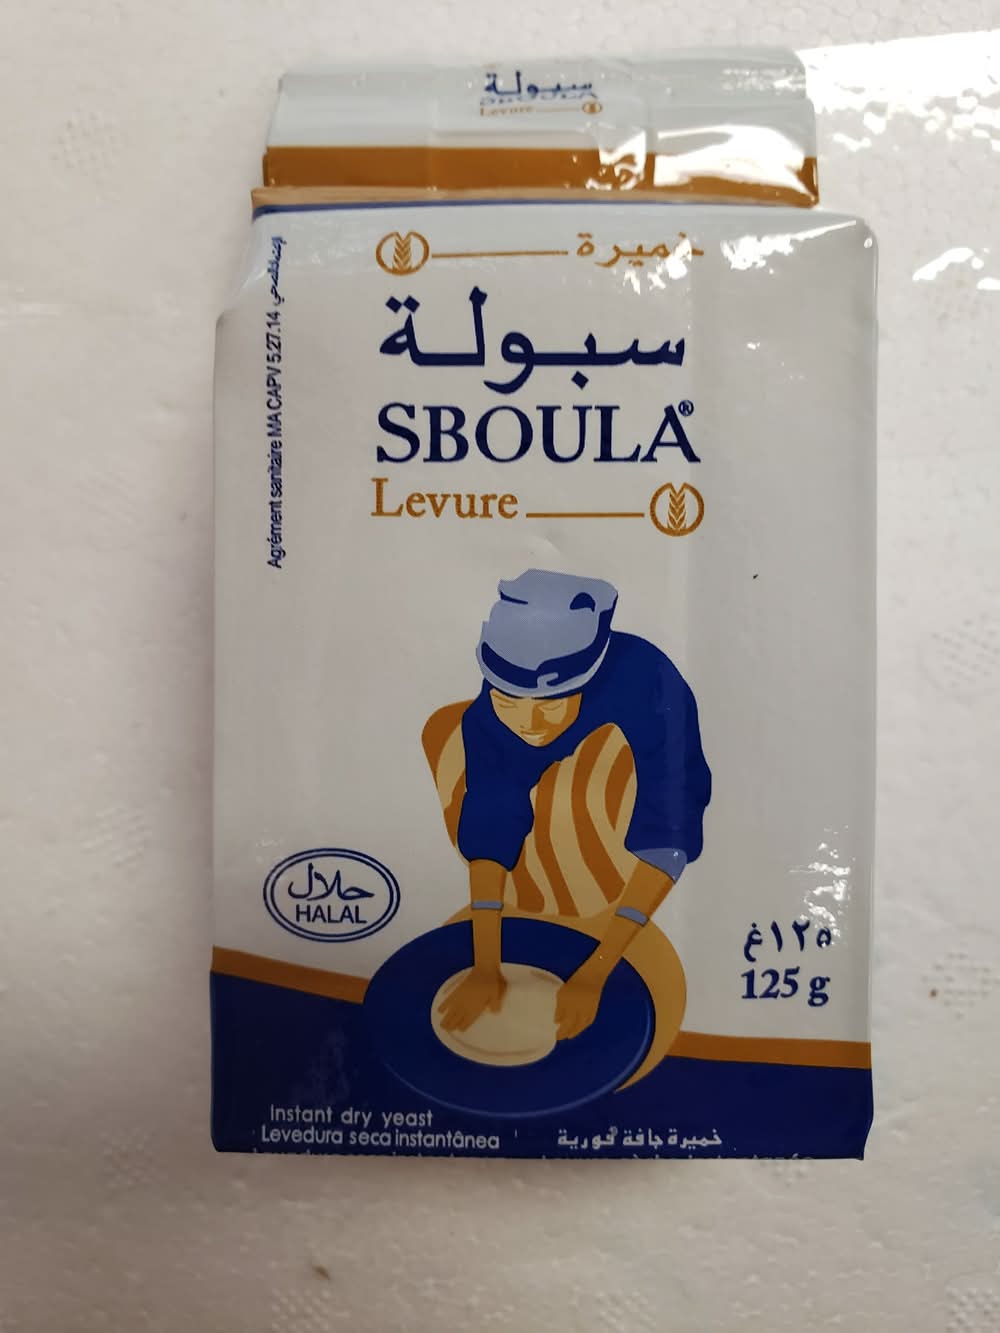 سبولة
SBOULA
Levure
خميرة
سبولة
SBOULA®
Levure
Agrément sanitaire MA CAPV 5.27.14
حلال
HALAL
١٢٥غ
125 g
Instant dry yeast
Levedura seca instantânea
خميرة جافة فورية